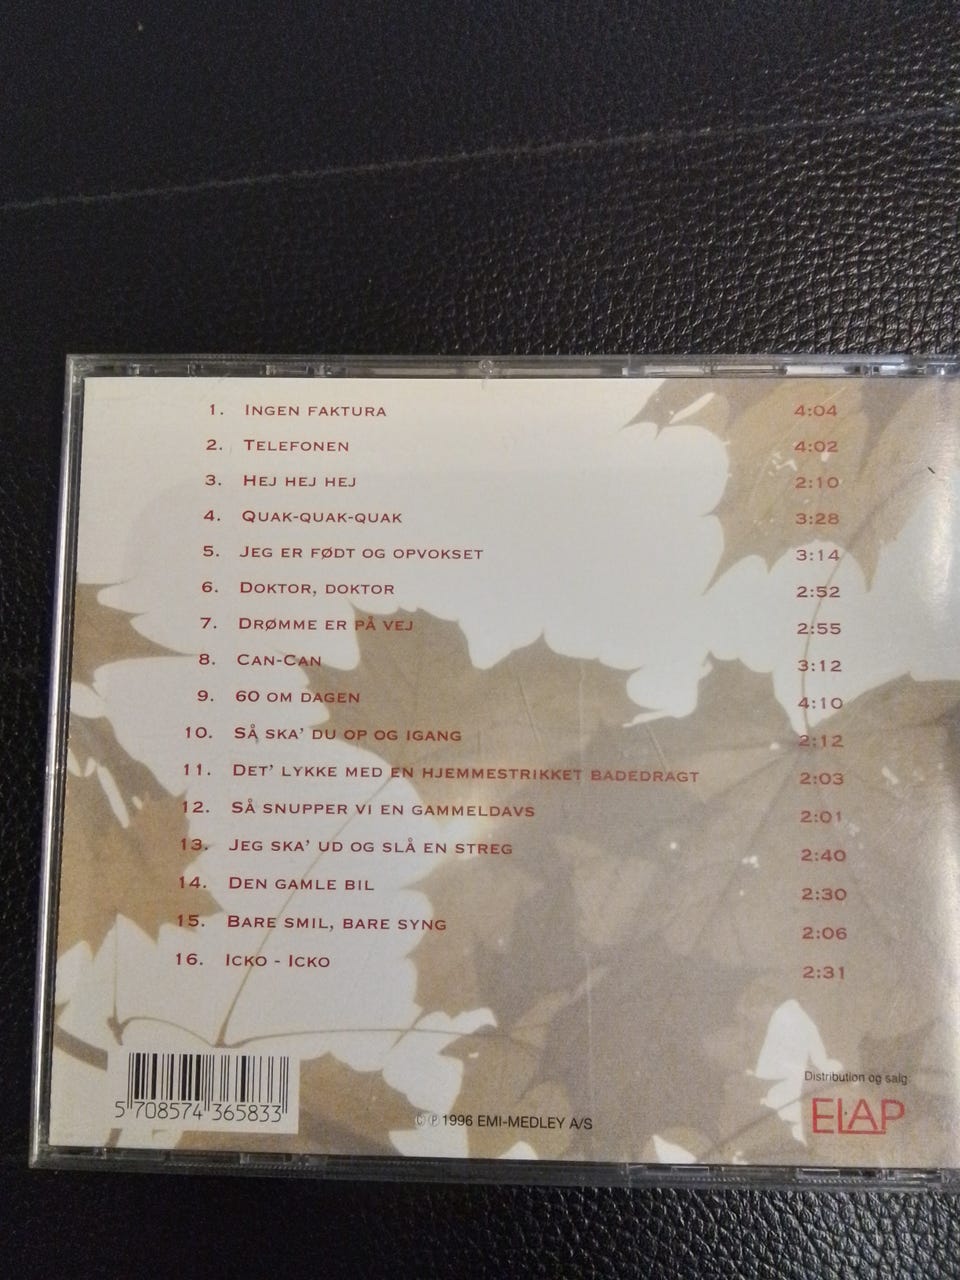 1. INGEN FAKTURA 4:04
2. TELEFONEN 4:02
3. HEJ HEJ HEJ 2:10
4. QUAK-QUAK-QUAK 3:28
5. JEG ER FØDT OG OPVOKSET 3:14
6. DOKTOR, DOKTOR 2:52
7. DRØMME ER PÅ VEJ 2:55
8. CAN-CAN 3:12
9. 60 OM DAGEN 4:10
10. SÅ SKA' DU OP OG IGANG 2:12
11. DET' LYKKE MED EN HJEMMESTRIKKET BADEDRAGT 2:03
12. SÅ SNUPPER VI EN GAMMELDAVS 2:01
13. JEG SKA' UD OG SLÅ EN STREG 2:40
14. DEN GAMLE BIL 2:30
15. BARE SMIL, BARE SYNG 2:06
16. ICKO - ICKO 2:31
Distribution og salg:
ELAP
5 708574 365833
© ℗ 1996 EMI-MEDLEY A/S